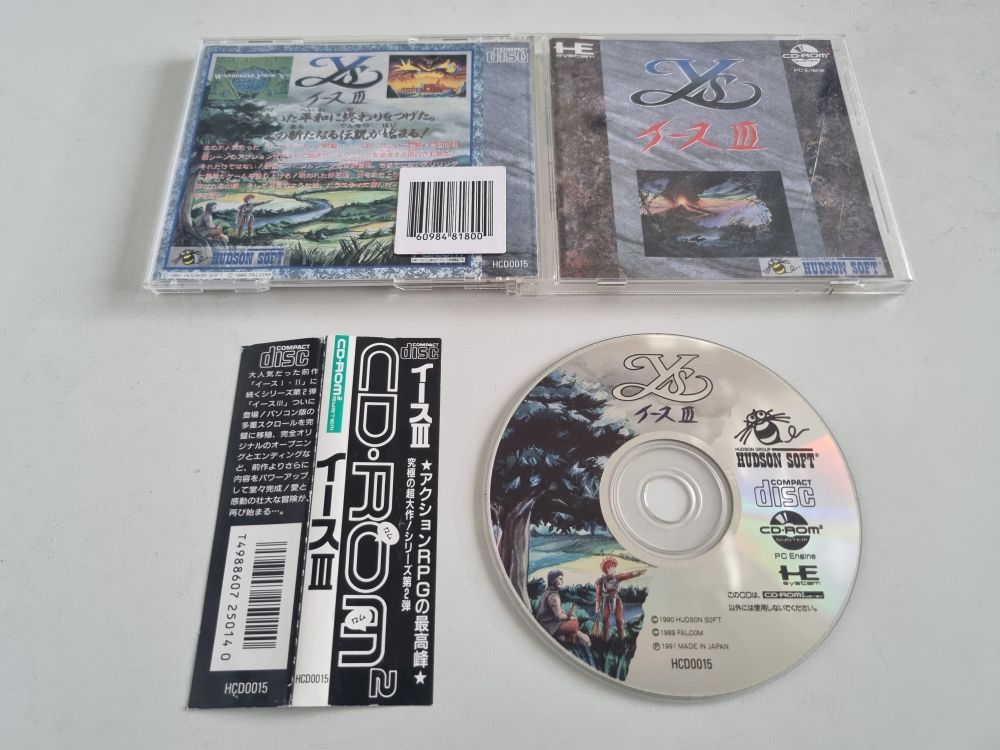 COMPACT
disc
WANDERERS FROM YS
Ys
イースIII
いた平和に終わりをつげた。
の新たなる伝説が始まる!
60984 81800
HUDSON SOFT
© 1991 HUDSON SOFT © 1989 FALCOM
HCD0015
HE
system
CD-ROM²
SYSTEM
PC Engine
Ys
イースIII
HUDSON SOFT
COMPACT
disc
大人気だった前作
「イースI・II」に
続くシリーズ第2弾
「イースIII」ついに
登場!パソコン版の
多重スクロールを完
璧に移殖、完全オリ
ジナルのオープニン
グとエンディングな
ど、前作よりさらに
内容をパワーアップ
して堂々完成!愛と
感動の壮大な冒険が、
再び始まる…。
T4988607 25014 0
HCD0015
CD-ROM²
SYSTEM
イースIII
HCD0015
COMPACT
disc
CD·ROM²
イースIII
★アクションRPGの最高峰★
究極の超大作!シリーズ第2弾
Ys
イースIII
HUDSON GROUP
HUDSON SOFT®
COMPACT
disc
CD-ROM²
SYSTEM
PC Engine
HE
system
このCDは、CD-ROM²
以外には使用しないでください。
© 1990 HUDSON SOFT
© 1989 FALCOM
Ⓟ 1991 MADE IN JAPAN
HCD0015